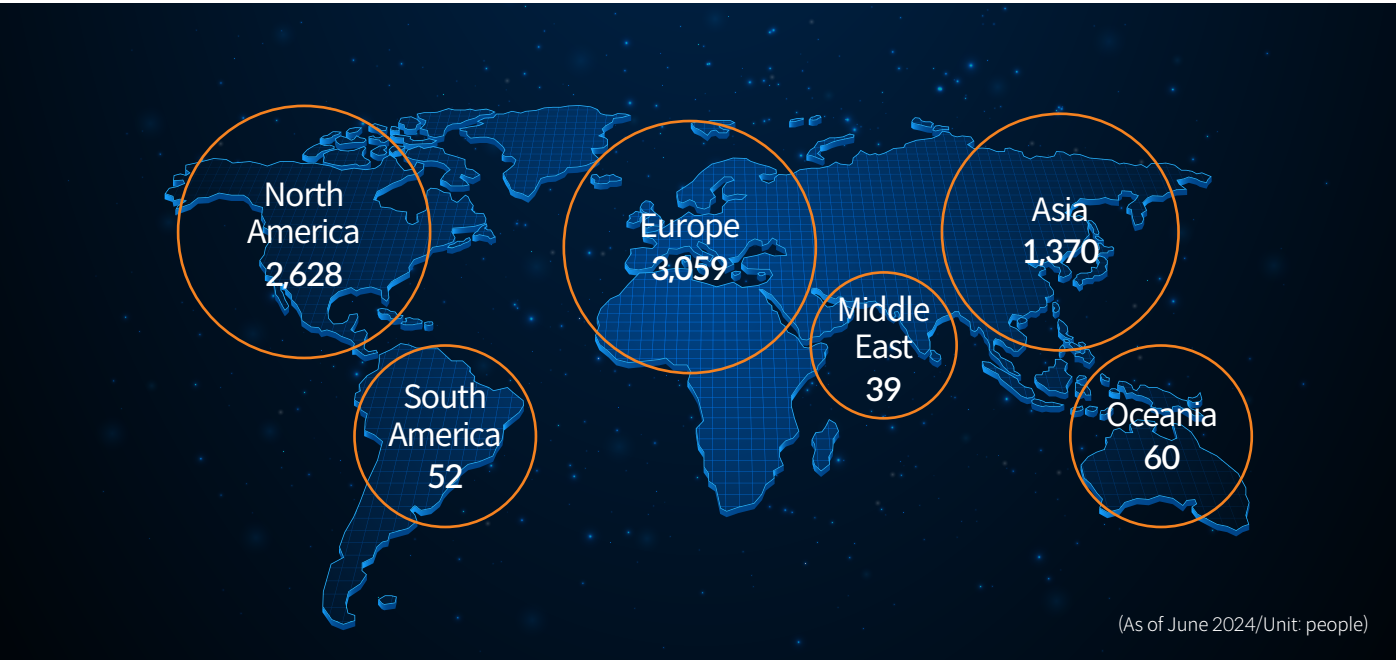 North
America
2,628
Europe
3,059
Asia
1,370
Middle
East
39
South
America
52
Oceania
60
(As of June 2024/Unit: people)